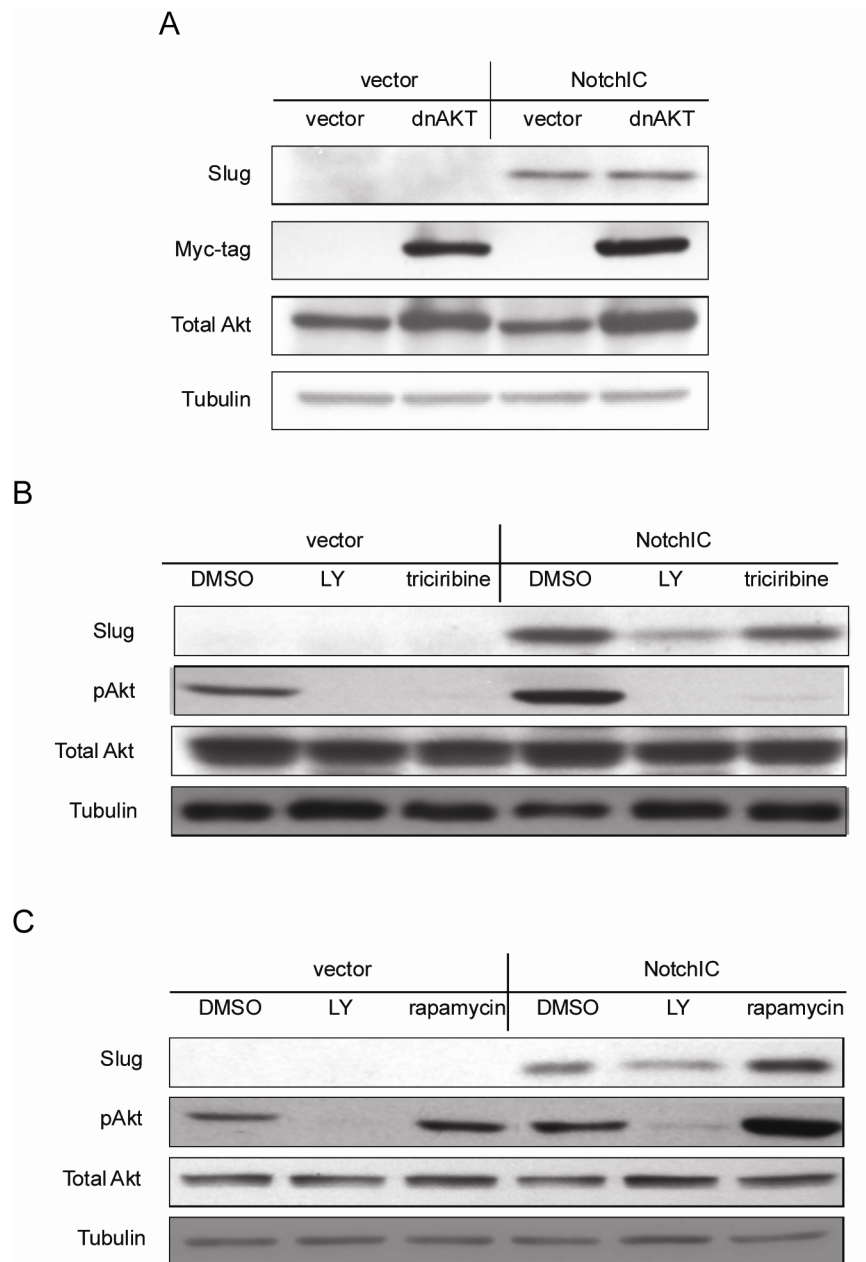 A
vector NotchIC
vector dnAKT vector dnAKT
Slug
Myc-tag
Total Akt
Tubulin
B
vector NotchIC
DMSO LY triciribine DMSO LY triciribine
Slug
pAkt
Total Akt
Tubulin
C
vector NotchIC
DMSO LY rapamycin DMSO LY rapamycin
Slug
pAkt
Total Akt
Tubulin